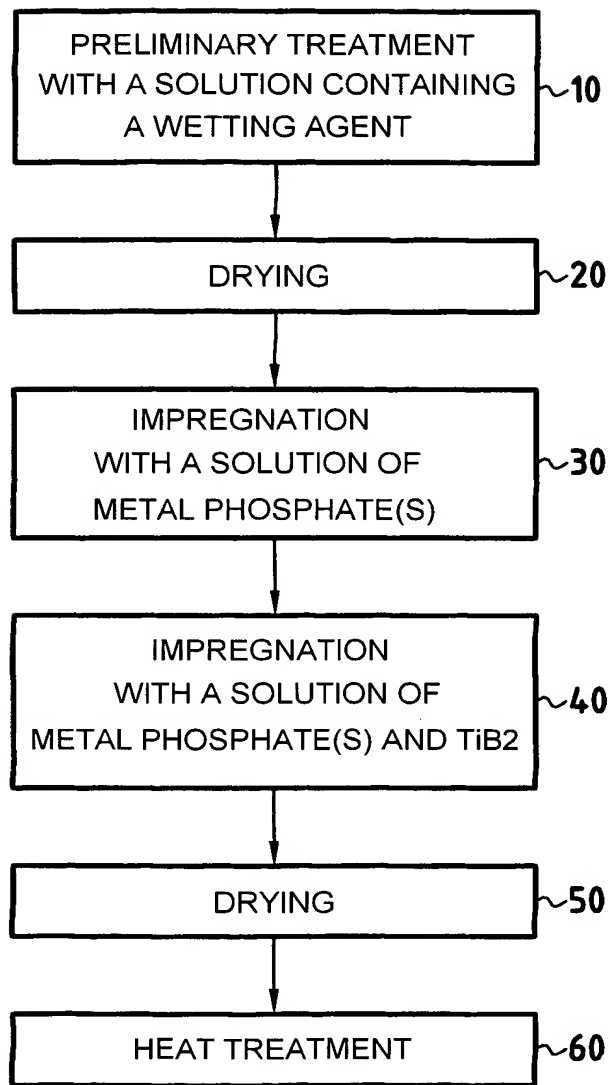 PRELIMINARY TREATMENT
WITH A SOLUTION CONTAINING
A WETTING AGENT
10
DRYING
20
IMPREGNATION
WITH A SOLUTION OF
METAL PHOSPHATE(S)
30
IMPREGNATION
WITH A SOLUTION OF
METAL PHOSPHATE(S) AND TiB2
40
DRYING
50
HEAT TREATMENT
60